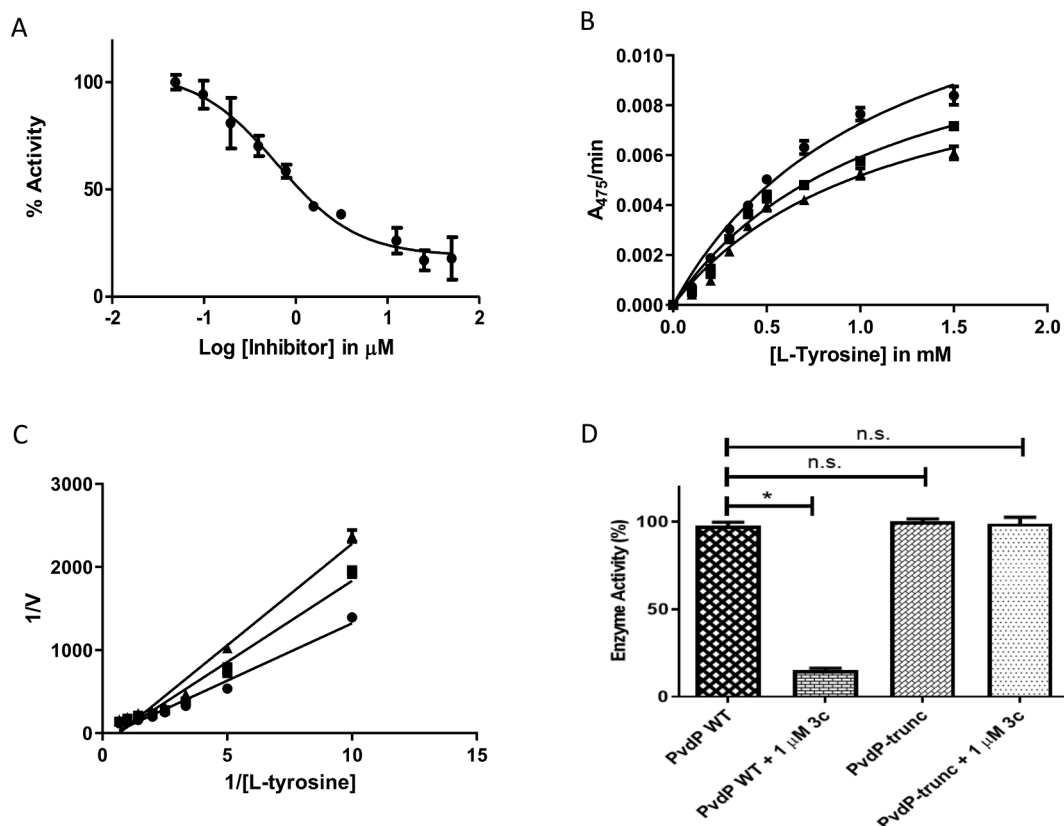 A
100
50
0
% Activity
-2
-1
0
1
2
Log [Inhibitor] in μM
B
0.010
0.008
0.006
0.004
0.002
0.000
A475/min
0.0
0.5
1.0
1.5
2.0
[L-Tyrosine] in mM
C
3000
2000
1000
0
1/V
0
5
10
15
1/[L-tyrosine]
D
n.s.
n.s.
*
100
50
0
Enzyme Activity (%)
PvdP WT
PvdP WT + 1 μM 3c
PvdP-trunc
PvdP-trunc + 1 μM 3c